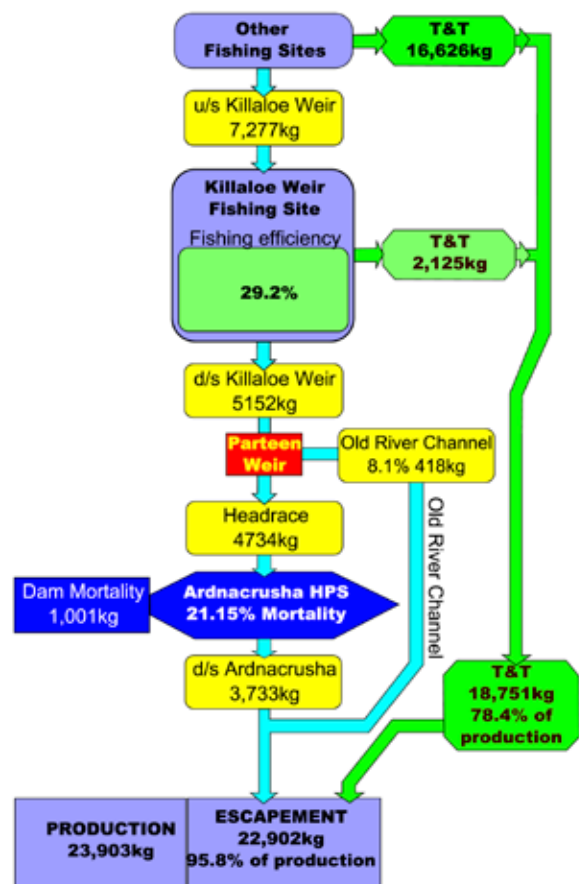 Other
Fishing Sites
T&T
16,626kg
u/s Killaloe Weir
7,277kg
Killaloe Weir
Fishing Site
Fishing efficiency
29.2%
T&T
2,125kg
d/s Killaloe Weir
5152kg
Parteen
Weir
Old River Channel
8.1% 418kg
Old River Channel
Headrace
4734kg
Dam Mortality
1,001kg
Ardnacrusha HPS
21.15% Mortality
d/s Ardnacrusha
3,733kg
T&T
18,751kg
78.4% of
production
PRODUCTION
23,903kg
ESCAPEMENT
22,902kg
95.8% of production